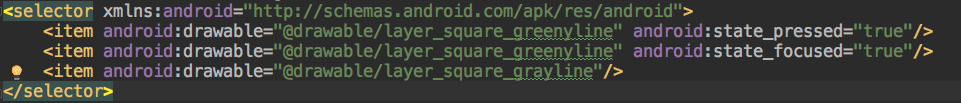 <selector xmlns:android="http://schemas.android.com/apk/res/android">
<item android:drawable="@drawable/layer_square_greenyline" android:state_pressed="true"/>
<item android:drawable="@drawable/layer_square_greenyline" android:state_focused="true"/>
<item android:drawable="@drawable/layer_square_grayline"/>
</selector>